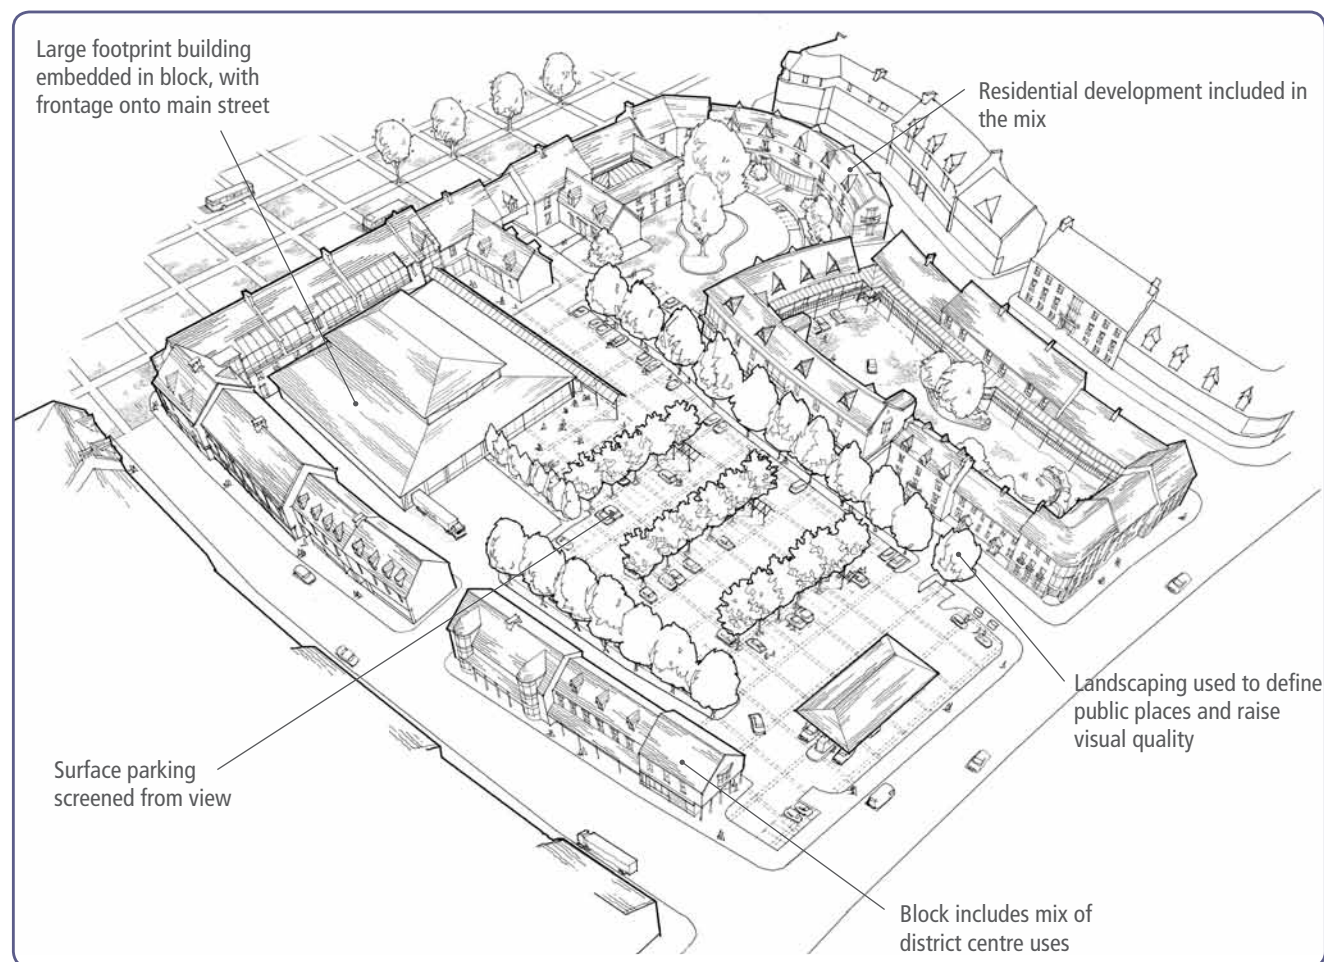 Large footprint building
embedded in block, with
frontage onto main street
Residential development included in
the mix
Landscaping used to define
public places and raise
visual quality
Surface parking
screened from view
Block includes mix of
district centre uses